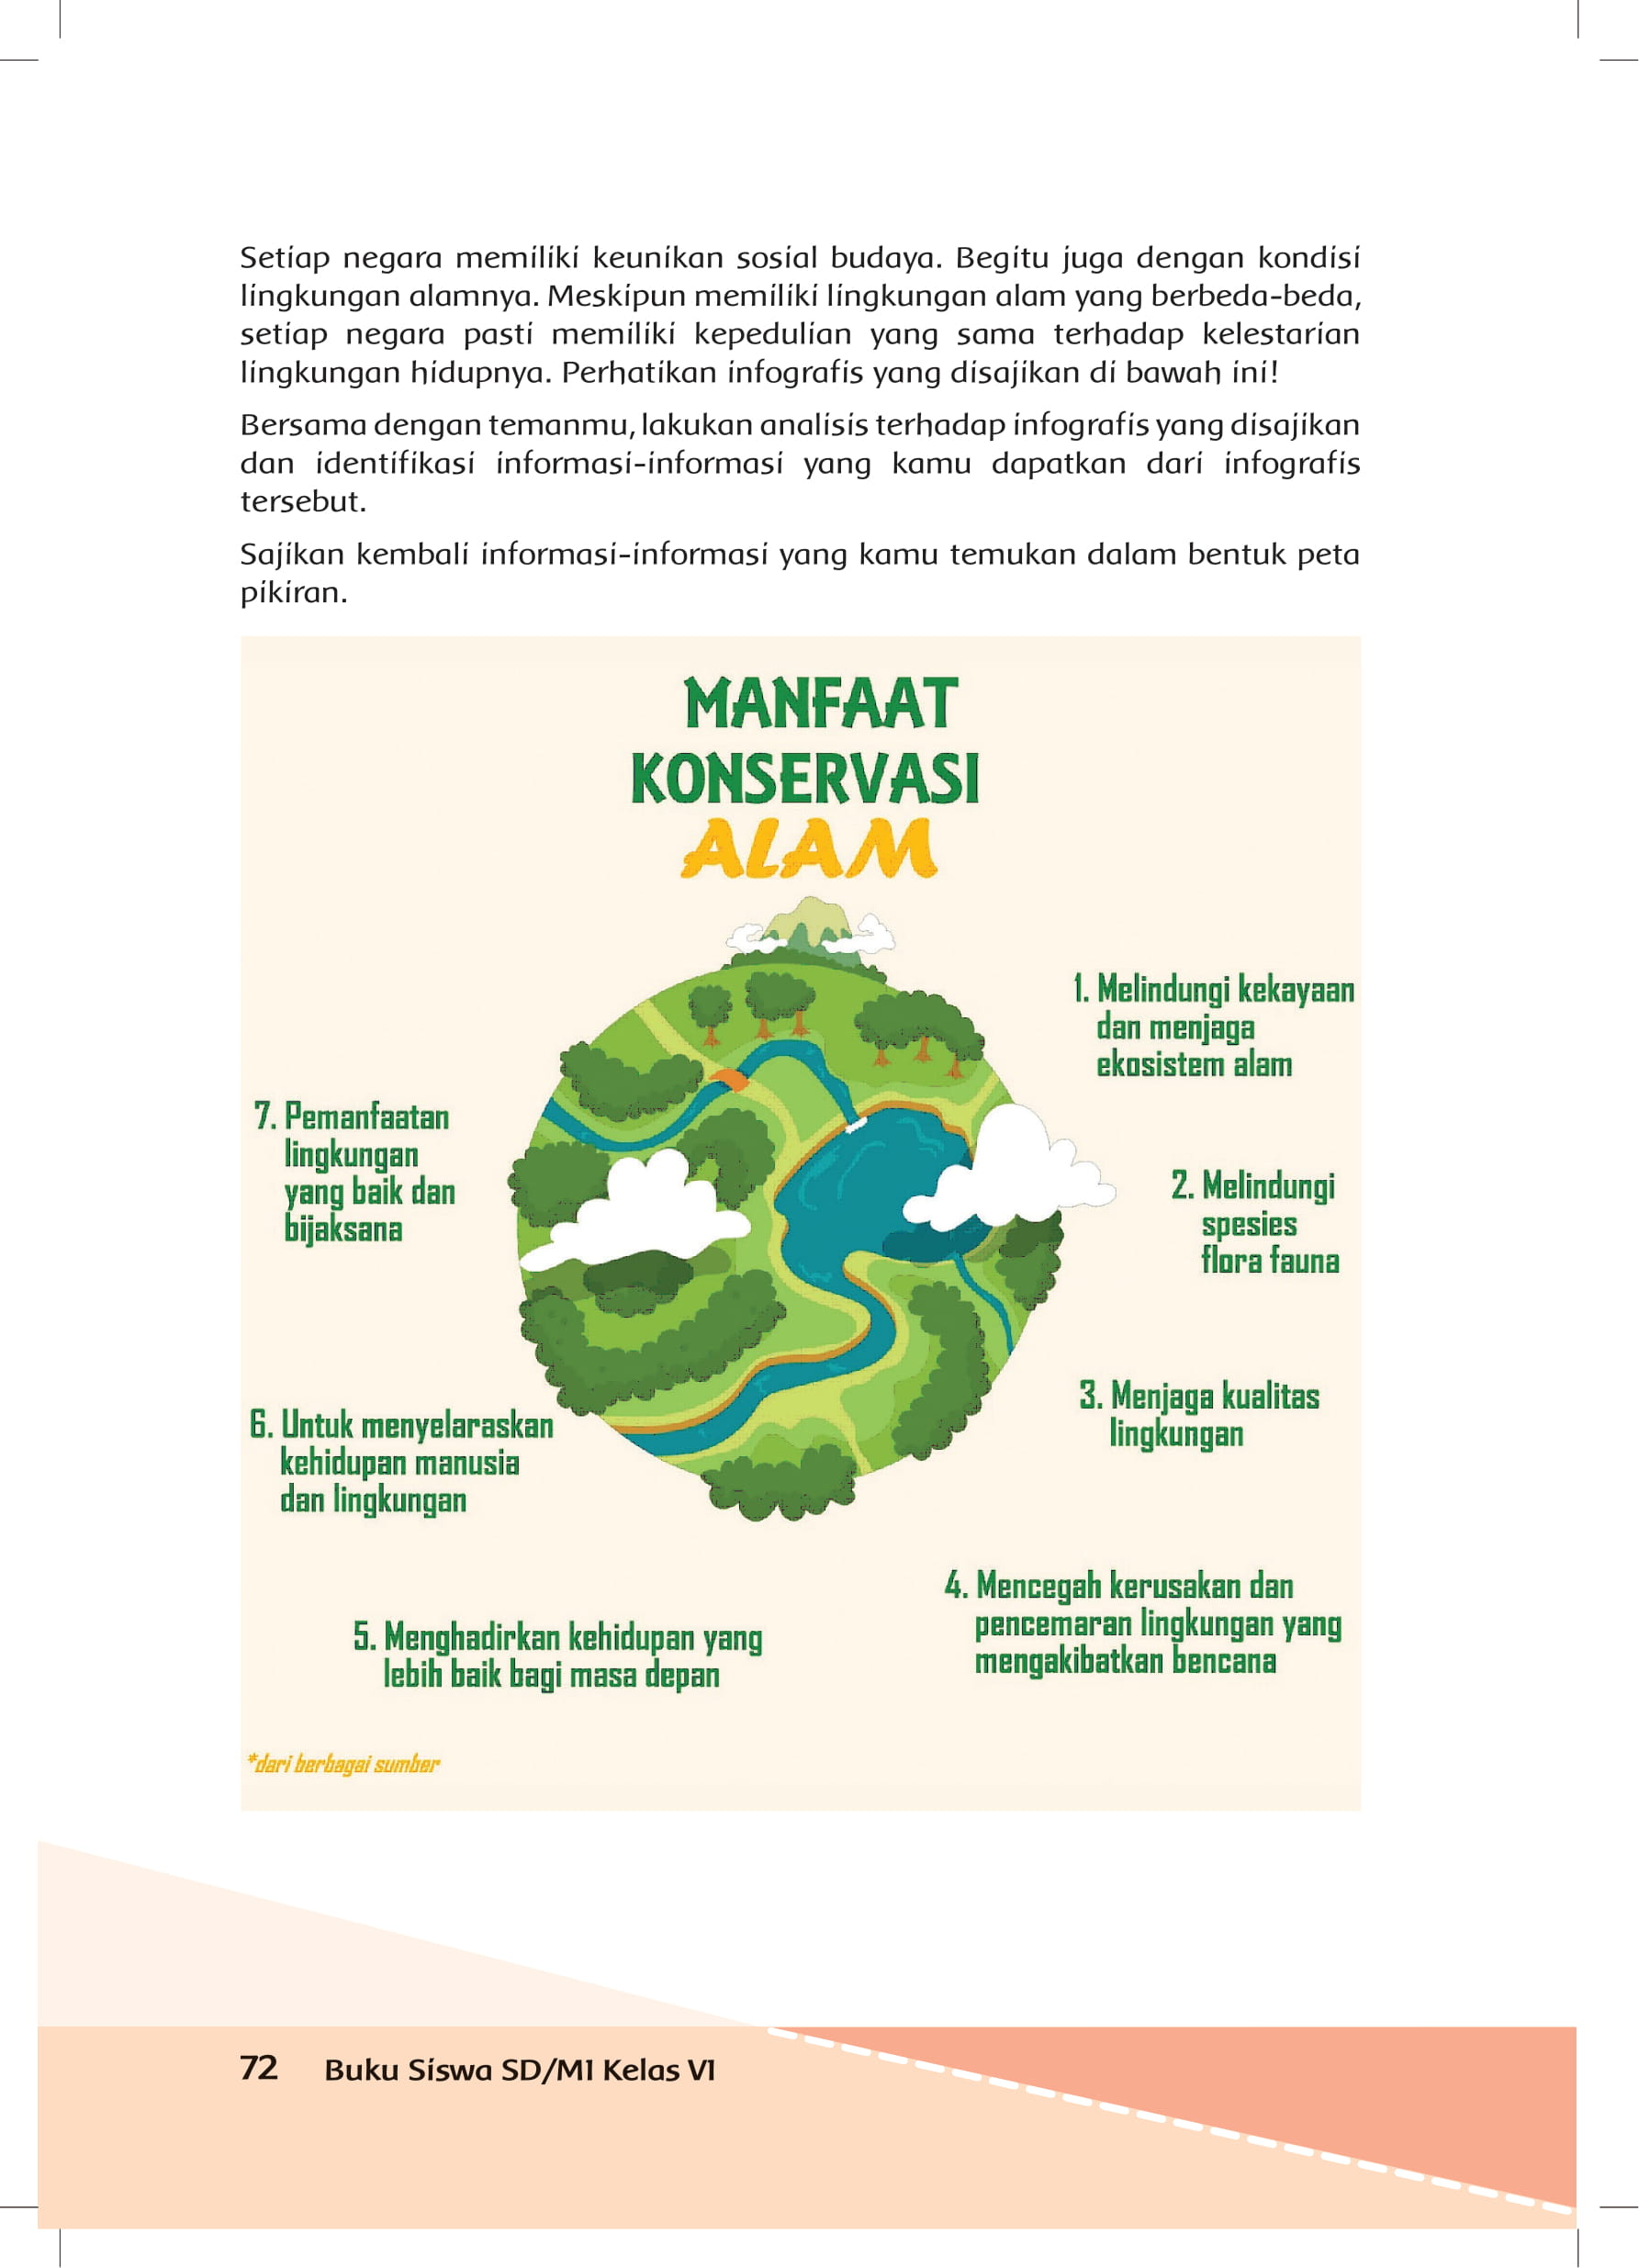 Setiap negara memiliki keunikan sosial budaya. Begitu juga dengan kondisi
lingkungan alamnya. Meskipun memiliki lingkungan alam yang berbeda-beda,
setiap negara pasti memiliki kepedulian yang sama terhadap kelestarian
lingkungan hidupnya. Perhatikan infografis yang disajikan di bawah ini!
Bersama dengan temanmu, lakukan analisis terhadap infografis yang disajikan
dan identifikasi informasi-informasi yang kamu dapatkan dari infografis
tersebut.
Sajikan kembali informasi-informasi yang kamu temukan dalam bentuk peta
pikiran.
MANFAAT
KONSERVASI
ALAM
1. Melindungi kekayaan
dan menjaga
ekosistem alam
2. Melindungi
spesies
flora fauna
3. Menjaga kualitas
lingkungan
4. Mencegah kerusakan dan
pencemaran lingkungan yang
mengakibatkan bencana
5. Menghadirkan kehidupan yang
lebih baik bagi masa depan
6. Untuk menyelaraskan
kehidupan manusia
dan lingkungan
7. Pemanfaatan
lingkungan
yang baik dan
bijaksana
*dari berbagai sumber
72 Buku Siswa SD/MI Kelas VI